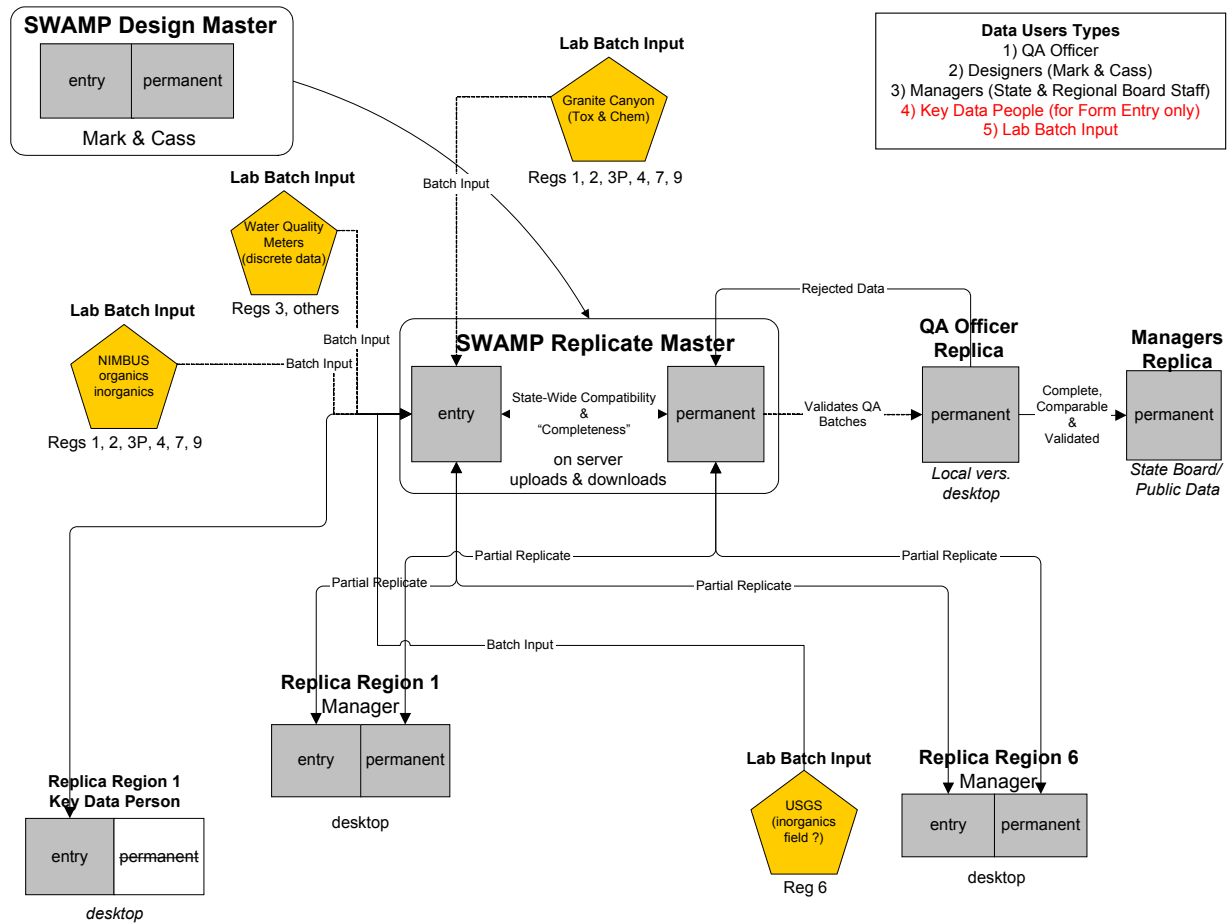 SWAMP Design Master
entry
permanent
Mark & Cass
Lab Batch Input
Granite Canyon
(Tox & Chem)
Regs 1, 2, 3P, 4, 7, 9
Data Users Types
1) QA Officer
2) Designers (Mark & Cass)
3) Managers (State & Regional Board Staff)
4) Key Data People (for Form Entry only)
5) Lab Batch Input
Batch Input
Lab Batch Input
Water Quality
Meters
(discrete data)
Regs 3, others
Batch Input
Lab Batch Input
NIMBUS
organics
inorganics
Regs 1, 2, 3P, 4, 7, 9
Batch Input
SWAMP Replicate Master
entry
State-Wide Compatibility
&
“Completeness”
permanent
on server
uploads & downloads
Rejected Data
Validates QA
Batches
QA Officer
Replica
permanent
Local vers.
desktop
Complete,
Comparable
&
Validated
Managers
Replica
permanent
State Board/
Public Data
Partial Replicate
Partial Replicate
Partial Replicate
Partial Replicate
Batch Input
Replica Region 1
Manager
entry
permanent
desktop
Replica Region 1
Key Data Person
entry
permanent
desktop
Lab Batch Input
USGS
(inorganics
field ?)
Reg 6
Replica Region 6
Manager
entry
permanent
desktop